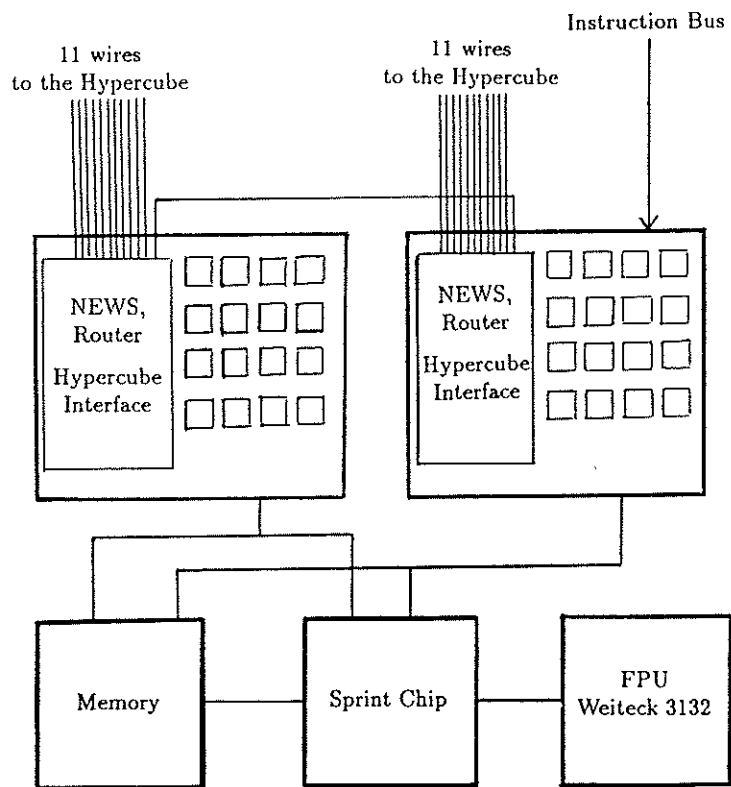 Instruction Bus
11 wires
to the Hypercube
11 wires
to the Hypercube
NEWS,
Router
Hypercube
Interface
NEWS,
Router
Hypercube
Interface
Memory
Sprint Chip
FPU
Weiteck 3132